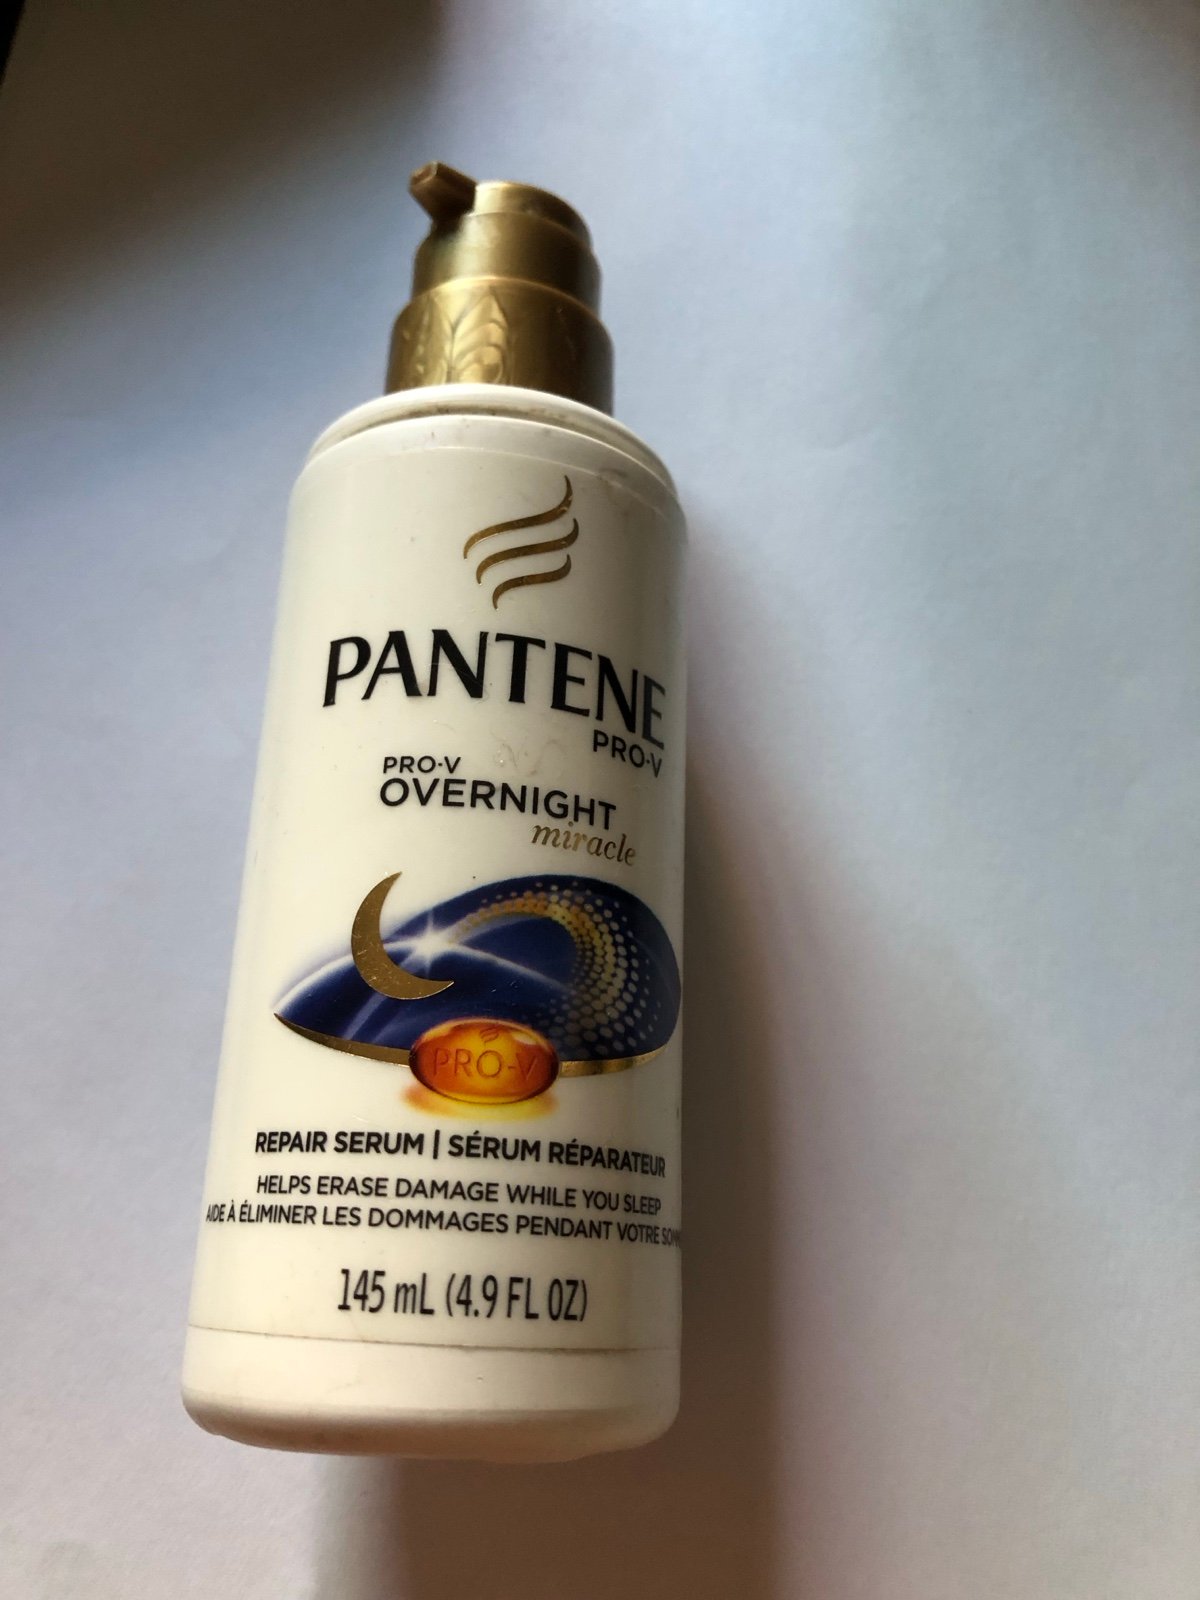 PANTENE
PRO-V
PRO-V
OVERNIGHT
miracle
PRO-V
REPAIR SERUM | SÉRUM RÉPARATEUR
HELPS ERASE DAMAGE WHILE YOU SLEEP
AIDE À ÉLIMINER LES DOMMAGES PENDANT VOTRE
145 mL (4.9 FL OZ)